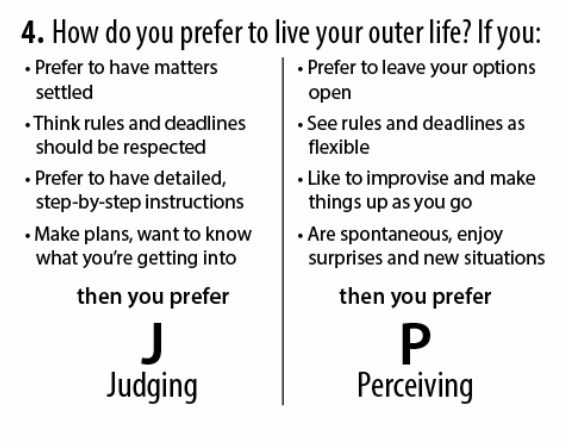 4. How do you prefer to live your outer life? If you:
• Prefer to have matters
settled
• Think rules and deadlines
should be respected
• Prefer to have detailed,
step-by-step instructions
• Make plans, want to know
what you’re getting into
then you prefer
J
Judging
• Prefer to leave your options
open
• See rules and deadlines as
flexible
• Like to improvise and make
things up as you go
• Are spontaneous, enjoy
surprises and new situations
then you prefer
P
Perceiving